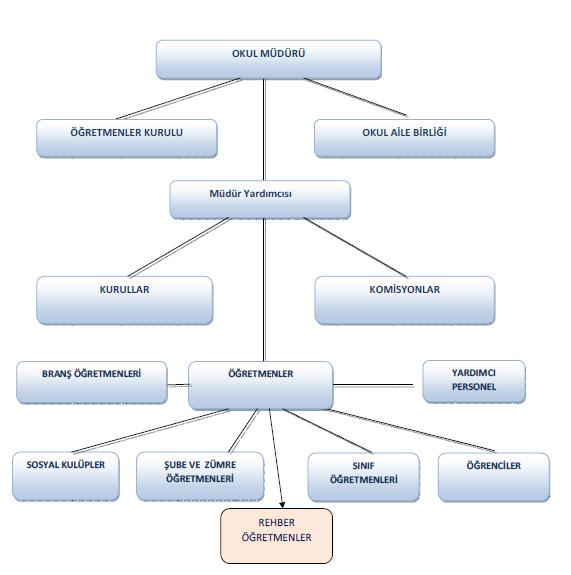 OKUL MÜDÜRÜ
ÖĞRETMENLER KURULU
OKUL AİLE BİRLİĞİ
Müdür Yardımcısı
KURULLAR
KOMİSYONLAR
BRANŞ ÖĞRETMENLERİ
ÖĞRETMENLER
YARDIMCI
PERSONEL
SOSYAL KULÜPLER
ŞUBE VE ZÜMRE
ÖĞRETMENLERİ
SINIF
ÖĞRETMENLERİ
ÖĞRENCİLER
REHBER
ÖĞRETMENLER